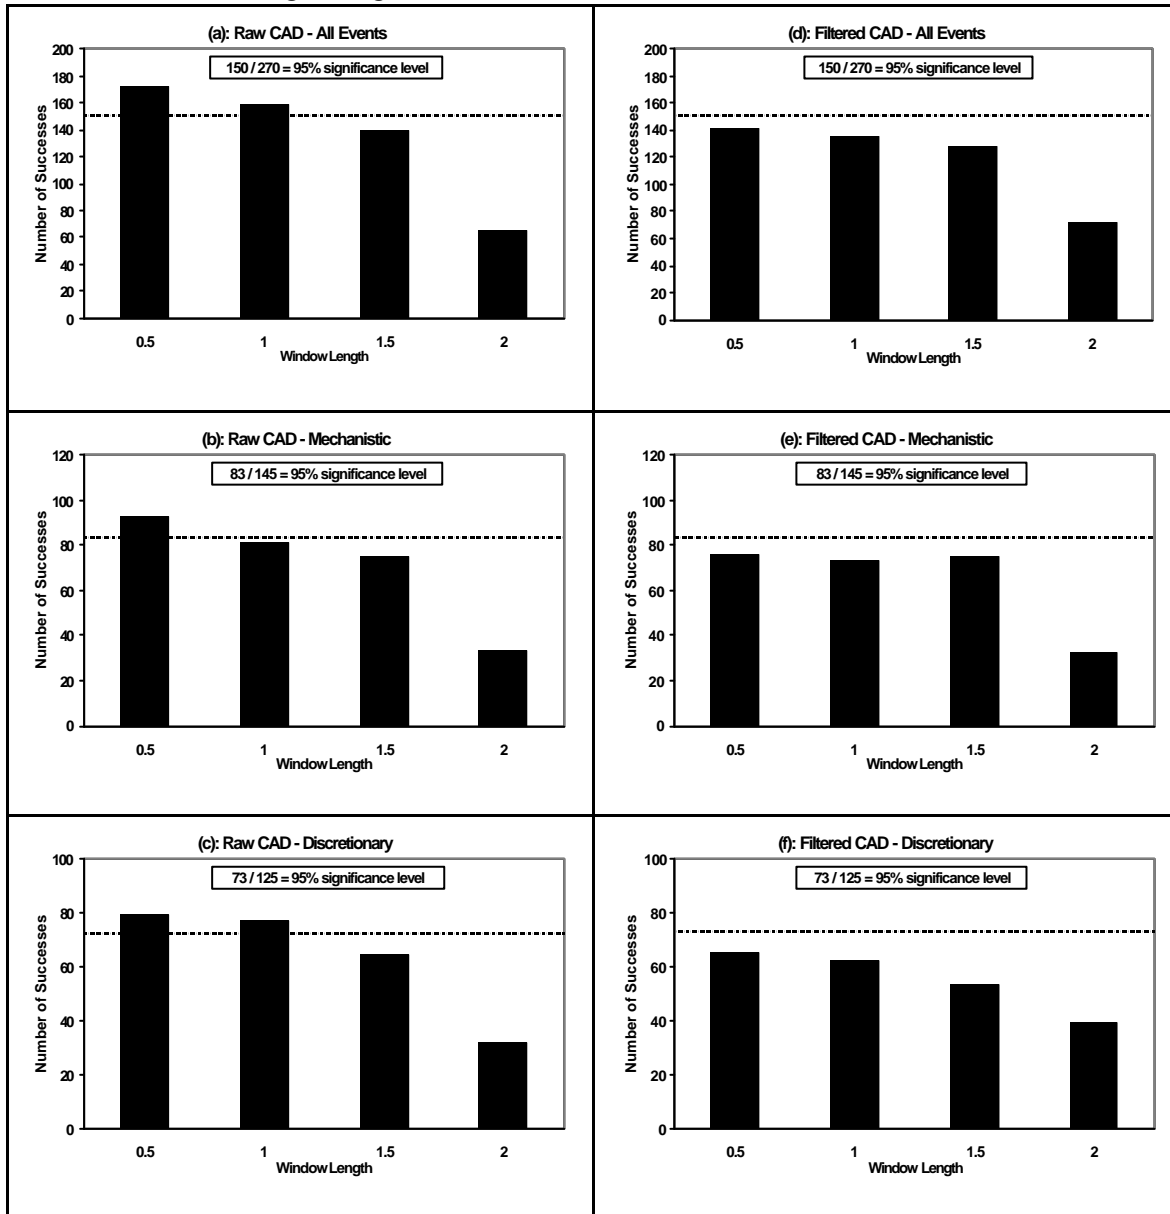 (a): Raw CAD - All Events
150 / 270 = 95% significance level
Number of Successes
200
180
160
140
120
100
80
60
40
20
0
0.5 1 1.5 2
Window Length
(d): Filtered CAD - All Events
150 / 270 = 95% significance level
Number of Successes
200
180
160
140
120
100
80
60
40
20
0
0.5 1 1.5 2
Window Length
(b): Raw CAD - Mechanistic
83 / 145 = 95% significance level
Number of Successes
120
100
80
60
40
20
0
0.5 1 1.5 2
Window Length
(e): Filtered CAD - Mechanistic
83 / 145 = 95% significance level
Number of Successes
120
100
80
60
40
20
0
0.5 1 1.5 2
Window Length
(c): Raw CAD - Discretionary
73 / 125 = 95% significance level
Number of Successes
100
80
60
40
20
0
0.5 1 1.5 2
Window Length
(f): Filtered CAD - Discretionary
73 / 125 = 95% significance level
Number of Successes
100
80
60
40
20
0
0.5 1 1.5 2
Window Length